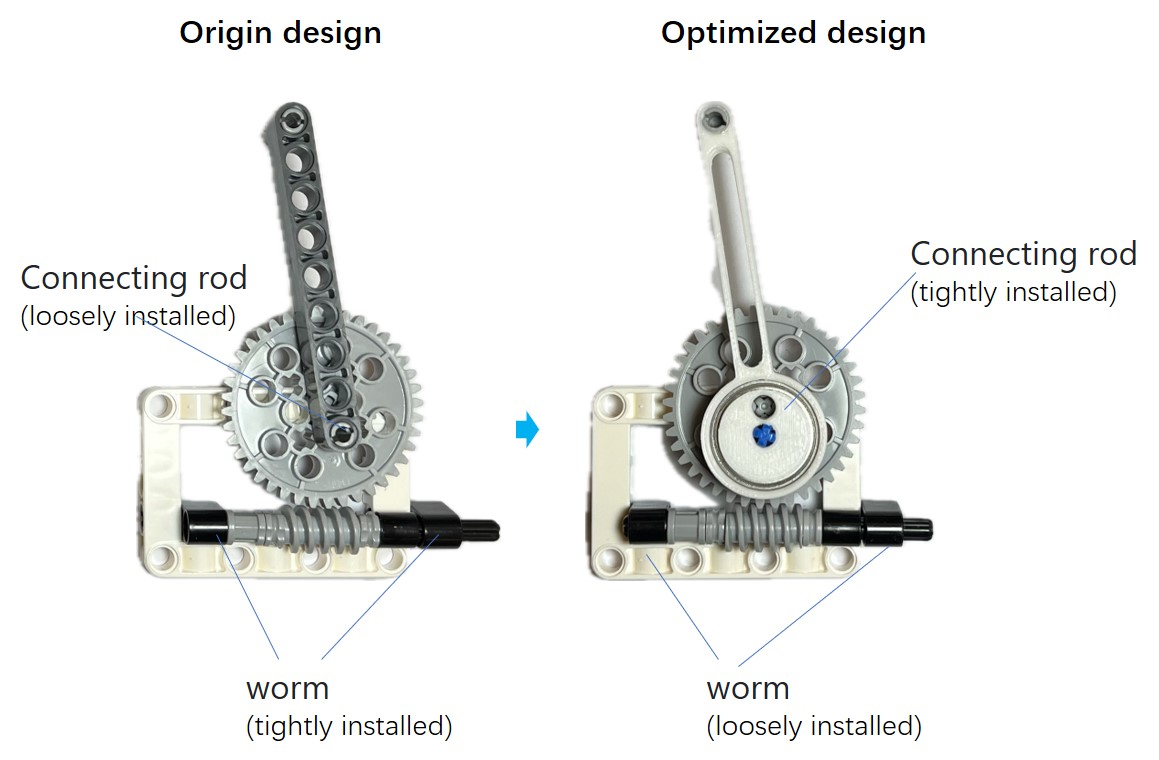 Origin design
Optimized design
Connecting rod
(loosely installed)
Connecting rod
(tightly installed)
worm
(tightly installed)
worm
(loosely installed)